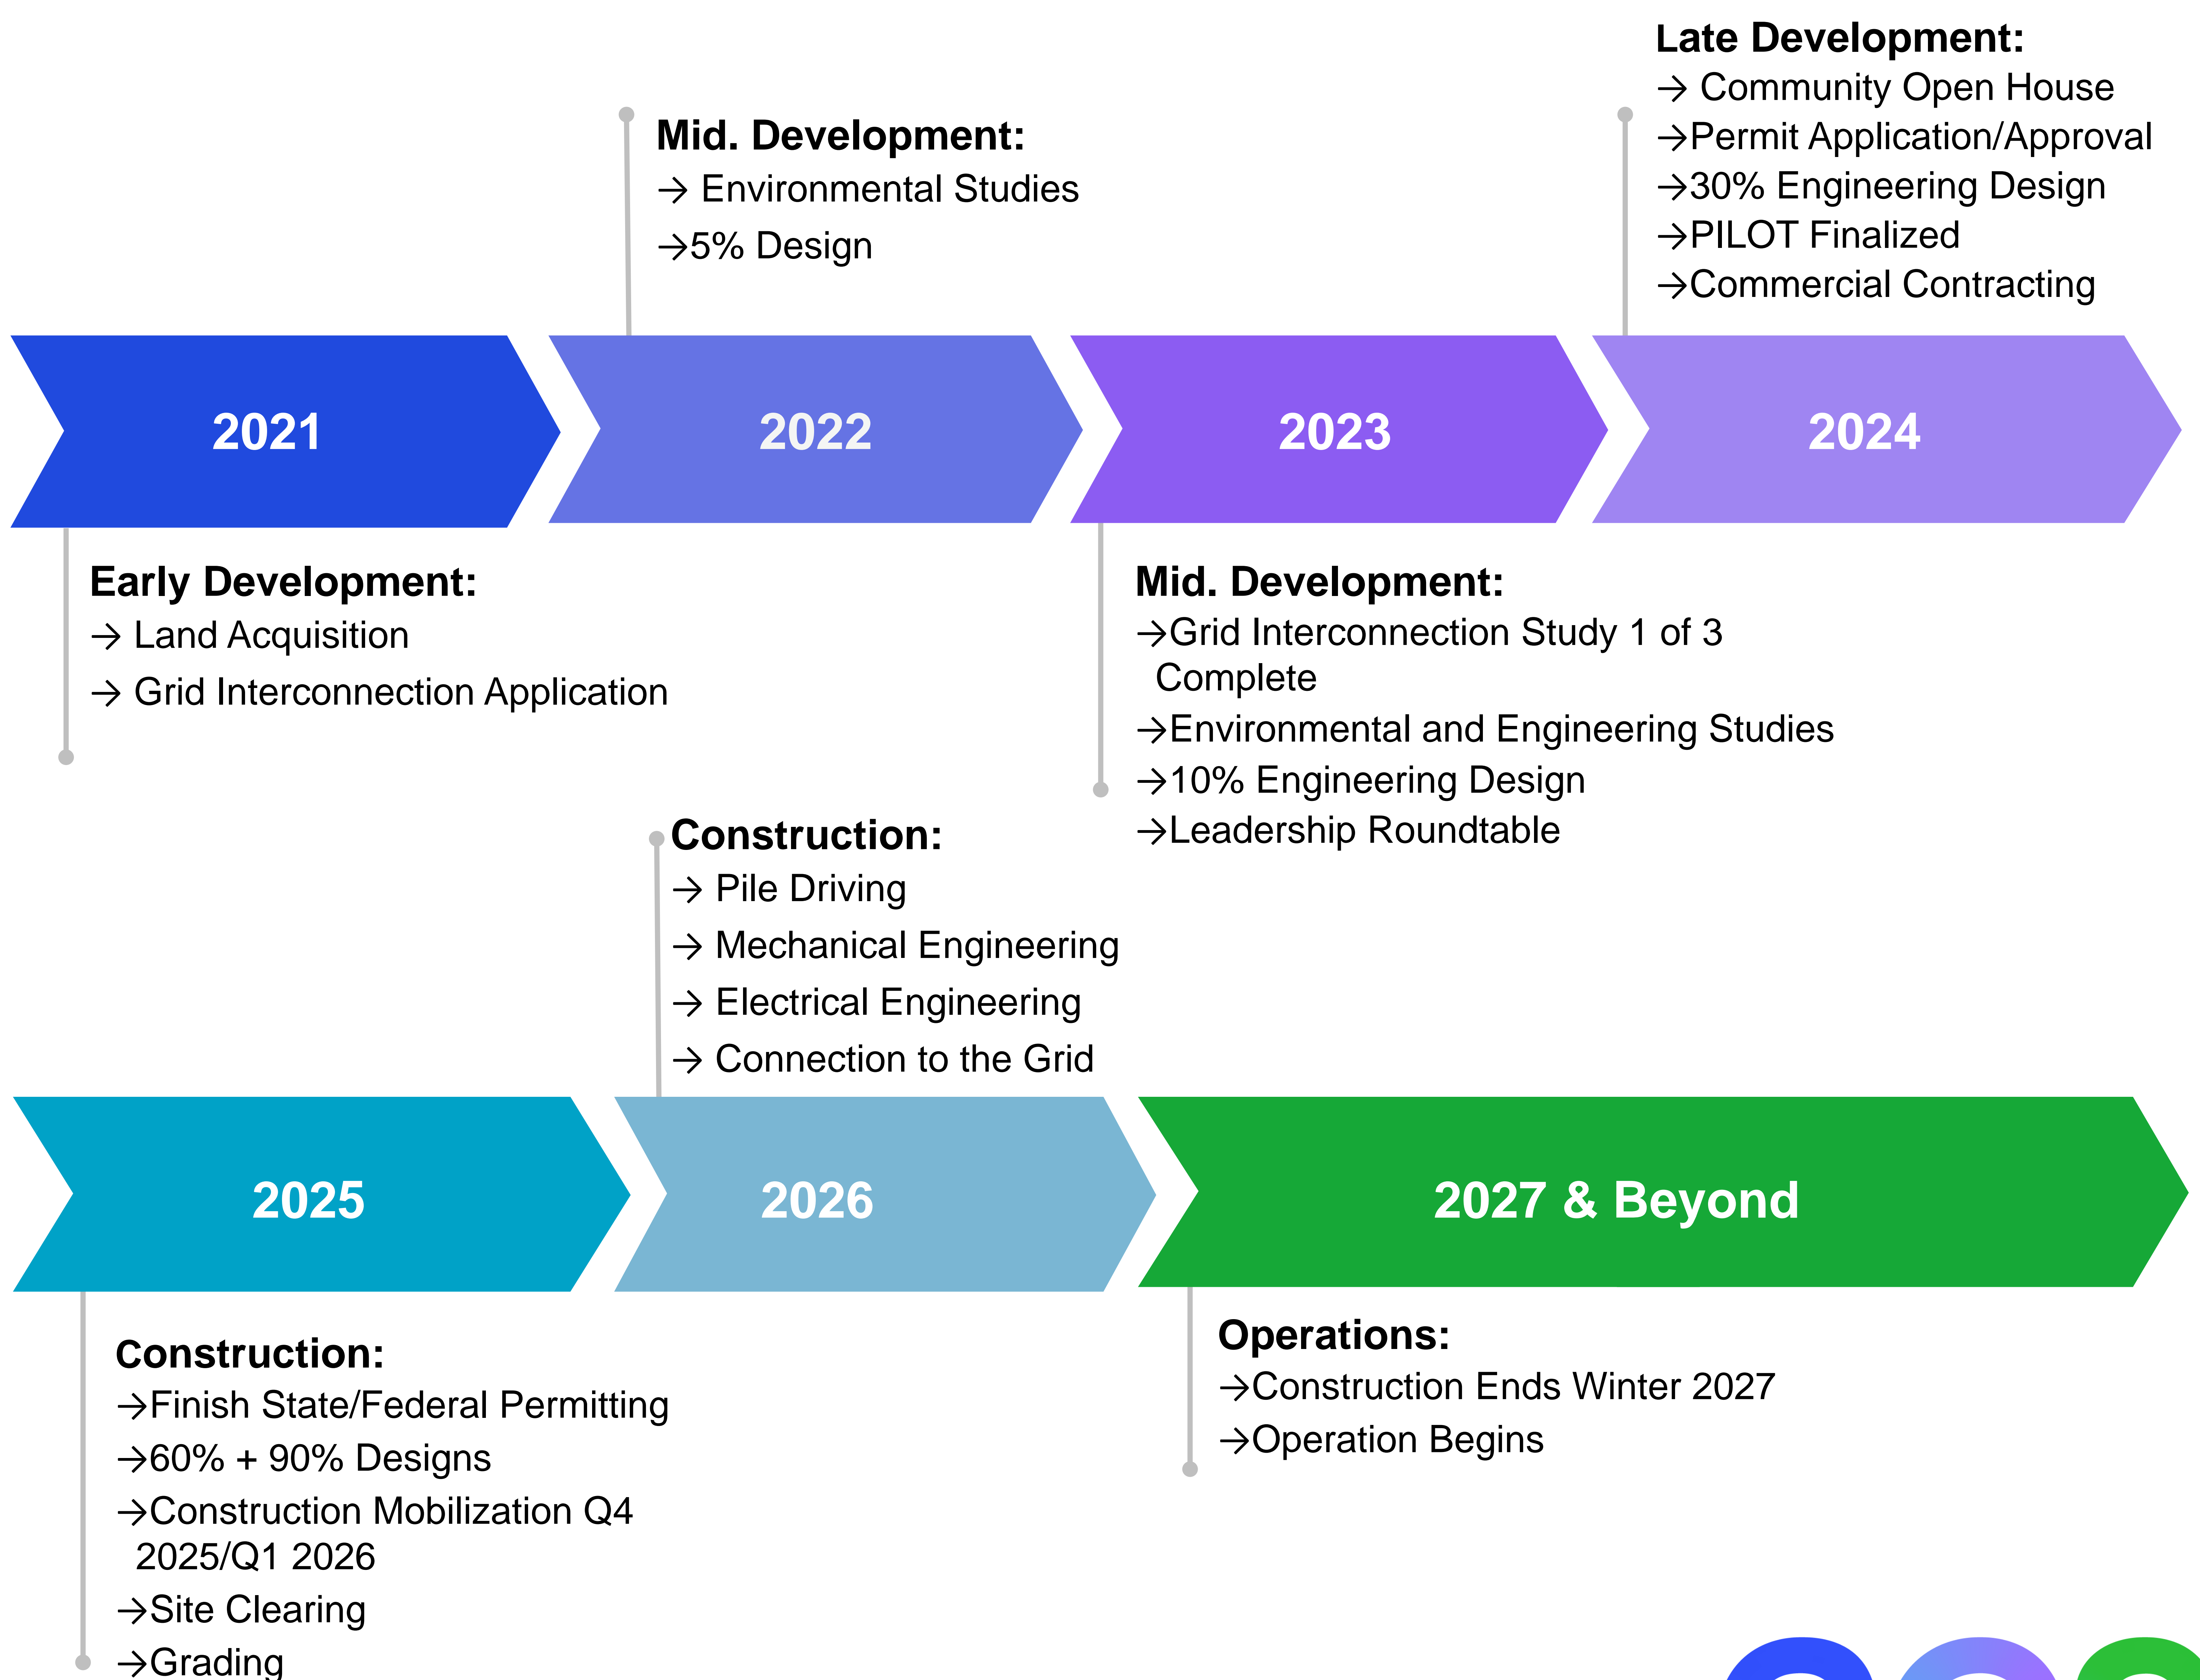 Late Development:
→ Community Open House
→Permit Application/Approval
→30% Engineering Design
→PILOT Finalized
→Commercial Contracting
Mid. Development:
→ Environmental Studies
→5% Design
2021
2022
2023
2024
Early Development:
→ Land Acquisition
→ Grid Interconnection Application
Mid. Development:
→Grid Interconnection Study 1 of 3
Complete
→Environmental and Engineering Studies
→10% Engineering Design
→Leadership Roundtable
Construction:
→ Pile Driving
→ Mechanical Engineering
→ Electrical Engineering
→ Connection to the Grid
2025
2026
2027 & Beyond
Construction:
→Finish State/Federal Permitting
→60% + 90% Designs
→Construction Mobilization Q4
2025/Q1 2026
→Site Clearing
→Grading
Operations:
→Construction Ends Winter 2027
→Operation Begins